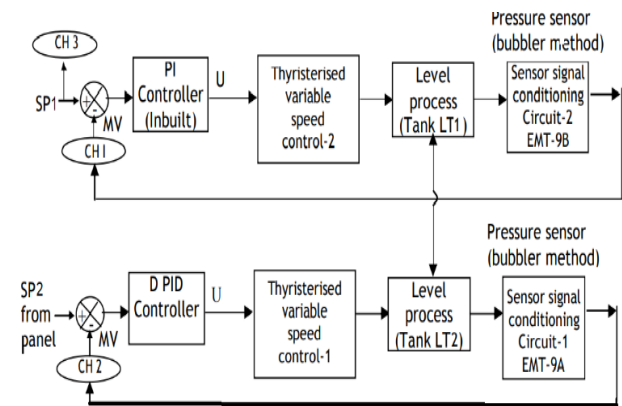 Pressure sensor
(bubbler method)
CH 3
SP1
+
-
MV
CH I
PI
Controller
(Inbuilt)
U
Thyristerised
variable
speed
control-2
Level
process
(Tank LT1)
Sensor signal
conditioning
Circuit-2
EMT-9B
Pressure sensor
(bubbler method)
SP2
from
panel
+
-
MV
CH 2
D PID
Controller
U
Thyristerised
variable
speed
control-1
Level
process
(Tank LT2)
Sensor signal
conditioning
Circuit-1
EMT-9A